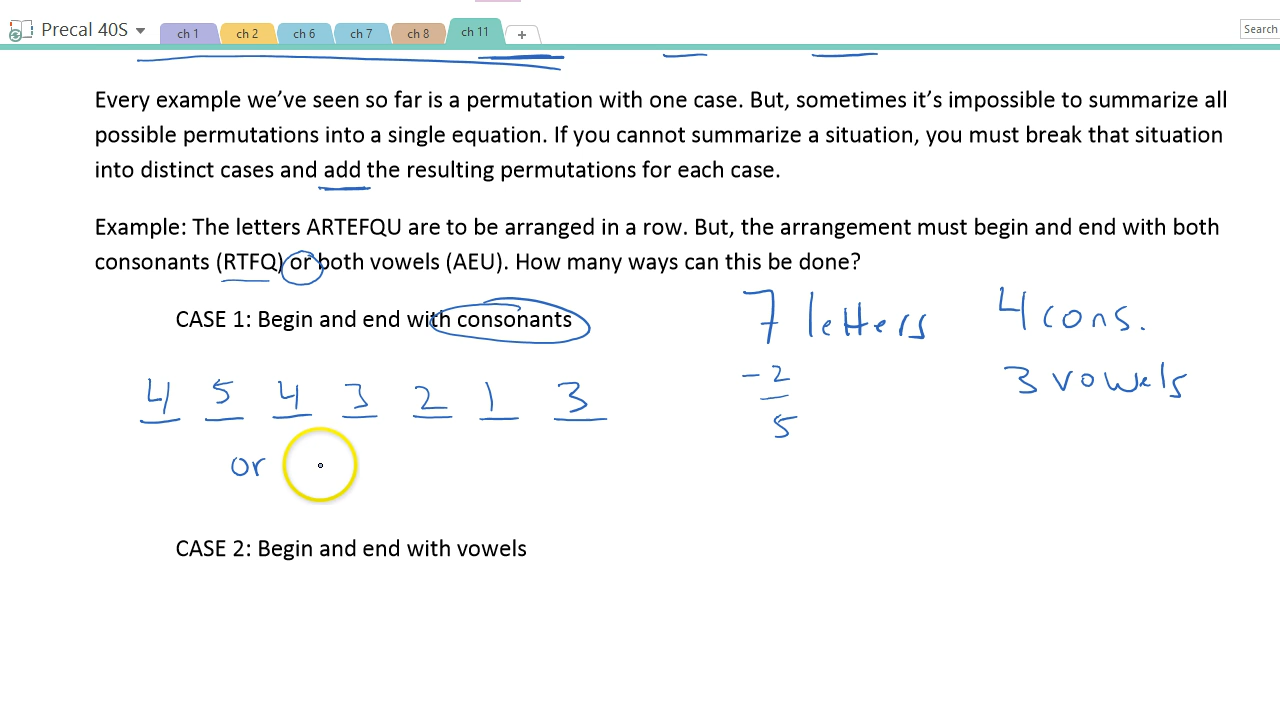 Precal 40S ch 1 ch 2 ch 6 ch 7 ch 8 ch 11 + Search
Every example we've seen so far is a permutation with one case. But, sometimes it's impossible to summarize all
possible permutations into a single equation. If you cannot summarize a situation, you must break that situation
into distinct cases and add the resulting permutations for each case.
Example: The letters ARTEFQU are to be arranged in a row. But, the arrangement must begin and end with both
consonants (RTFQ) or both vowels (AEU). How many ways can this be done?
CASE 1: Begin and end with consonants
7 letters
4 cons.
4 5 4 3 2 1 3
-2
3 vowels
5
or
CASE 2: Begin and end with vowels